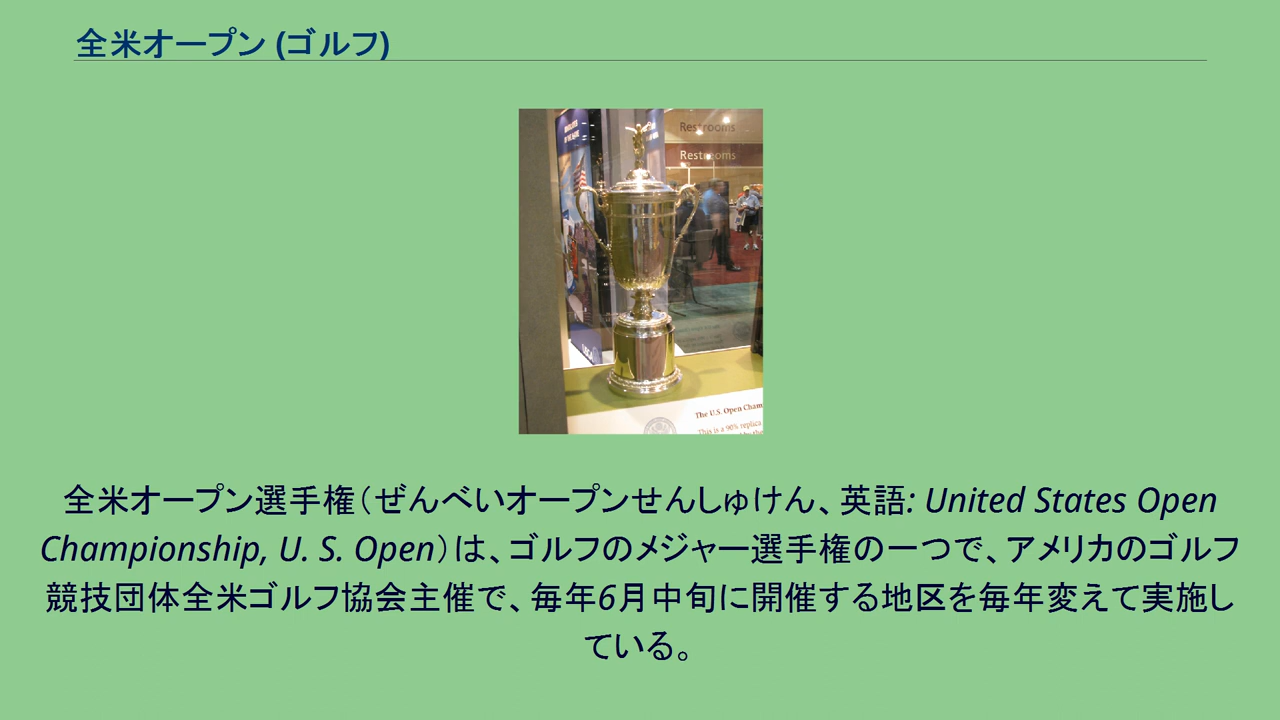 全米オープン (ゴルフ)
Restrooms
Restrooms
The U.S. Open Cham
This is a 90% replica
全米オープン選手権（ぜんべいオープンせんしゅけん、英語: United States Open
Championship, U. S. Open）は、ゴルフのメジャー選手権の一つで、アメリカのゴルフ
競技団体全米ゴルフ協会主催で、毎年6月中旬に開催する地区を毎年変えて実施し
ている。